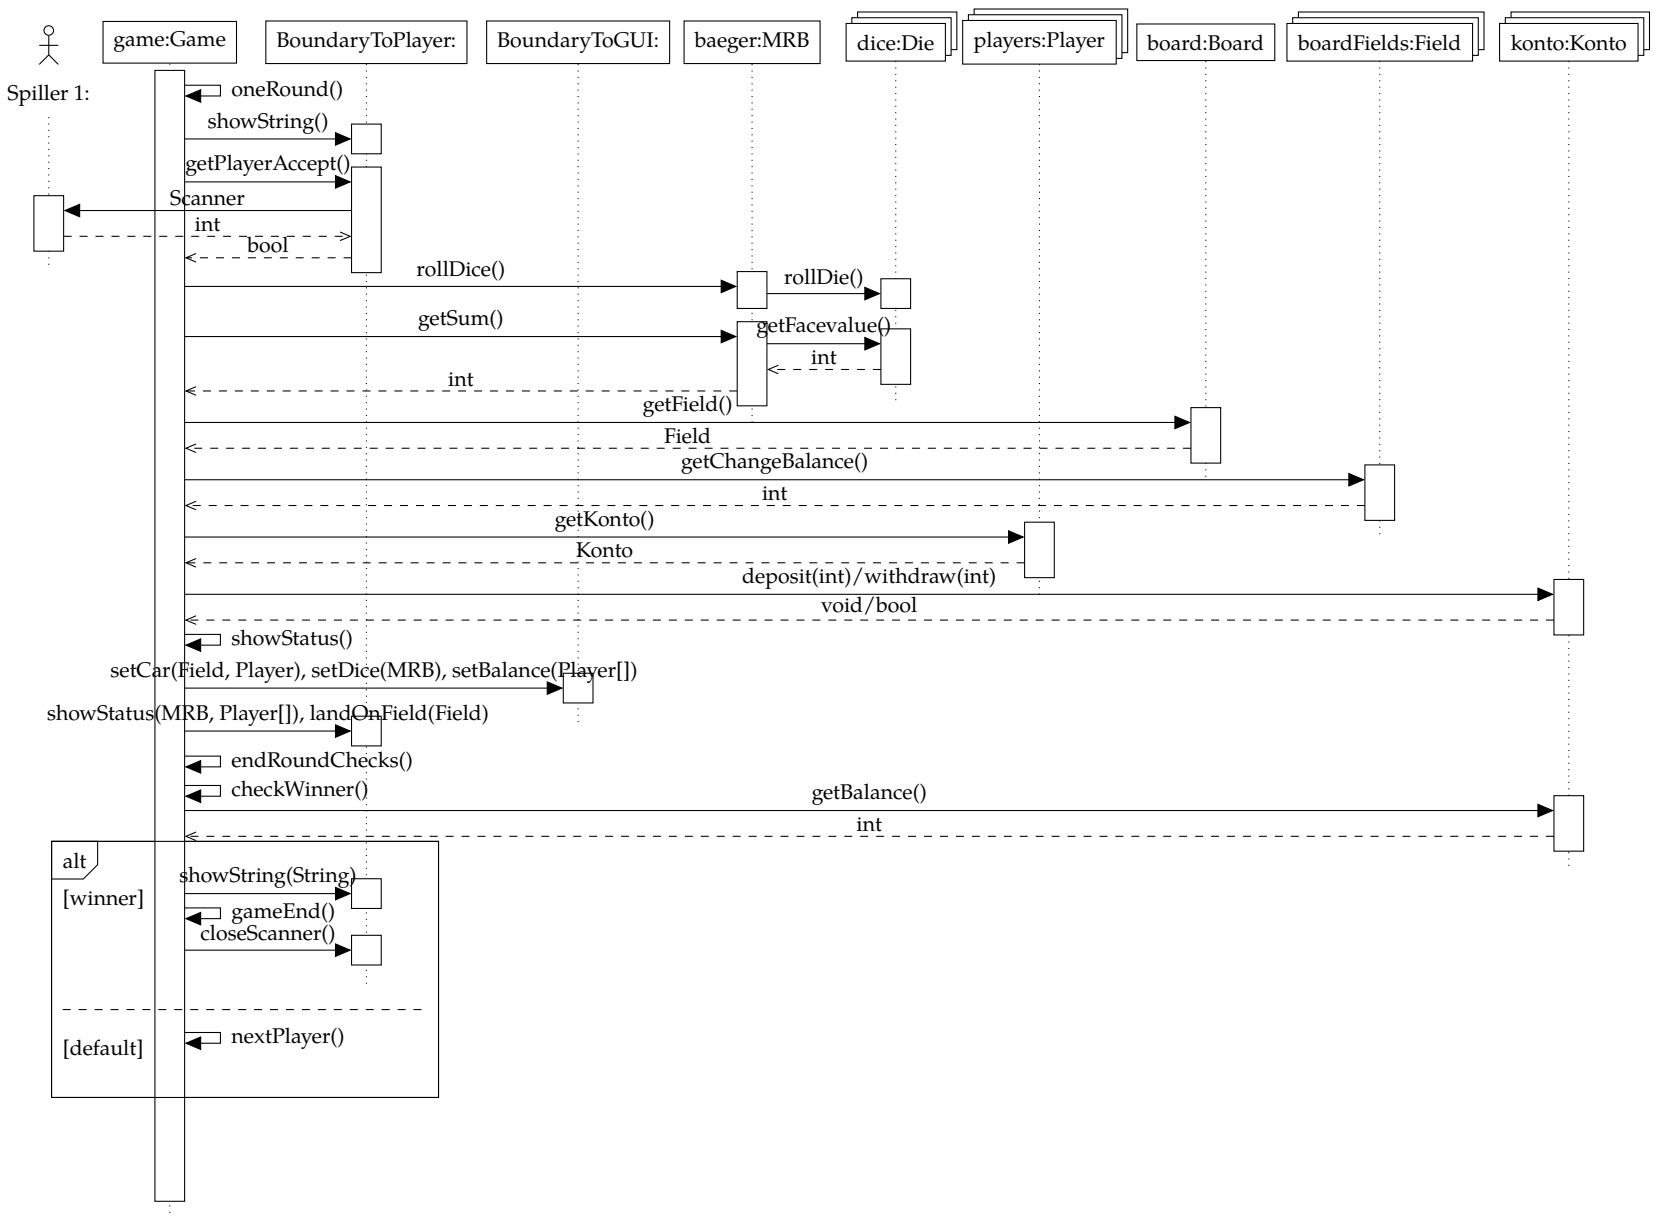 game:Game
BoundaryToPlayer:
BoundaryToGUI:
baeger:MRB
dice:Die
players:Player
board:Board
boardFields:Field
konto:Konto
Spiller 1:
oneRound()
showString()
getPlayerAccept()
Scanner
int
bool
rollDice()
rollDie()
getSum()
getFacevalue()
int
int
getField()
Field
getChangeBalance()
int
getKonto()
Konto
deposit(int)/withdraw(int)
void/bool
showStatus()
setCar(Field, Player), setDice(MRB), setBalance(Player[])
showStatus(MRB, Player[]), landOnField(Field)
endRoundChecks()
checkWinner()
getBalance()
int
alt
showString(String)
[winner]
gameEnd()
closeScanner()
nextPlayer()
[default]